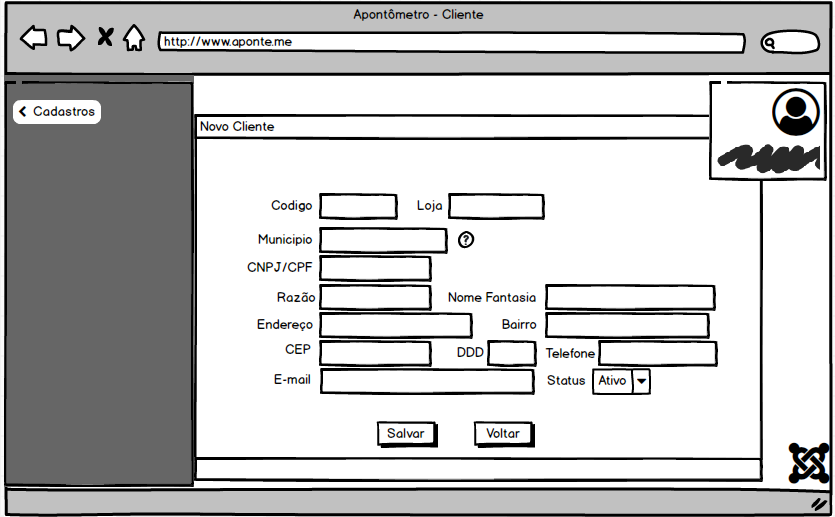 Apontômetro - Cliente
http://www.aponte.me
Cadastros
Novo Cliente
Codigo Loja
Municipio ?
CNPJ/CPF
Razão Nome Fantasia
Endereço Bairro
CEP DDD Telefone
E-mail Status Ativo
Salvar Voltar